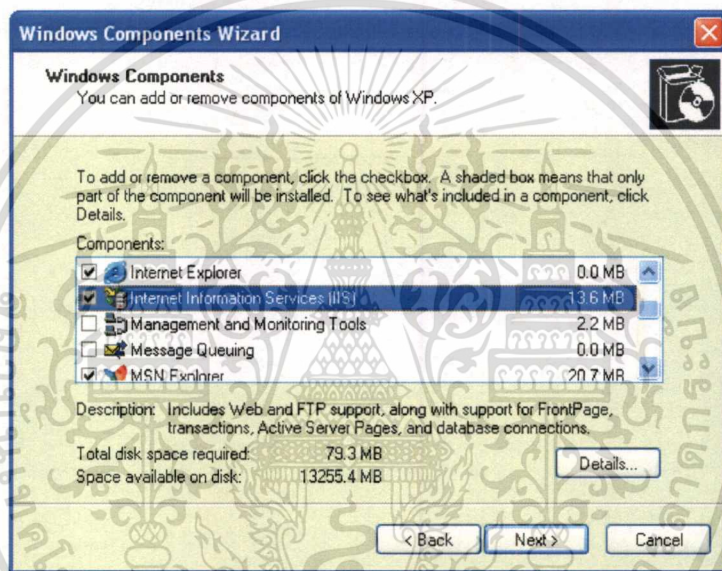 Windows Components Wizard
Windows Components
You can add or remove components of Windows XP.
To add or remove a component, click the checkbox. A shaded box means that only
part of the component will be installed. To see what's included in a component, click
Details.
Components:
Internet Explorer 0.0 MB
Internet Information Services (IIS) 13.6 MB
Management and Monitoring Tools 2.2 MB
Message Queuing 0.0 MB
MSN Explorer 20.7 MB
Description: Includes Web and FTP support, along with support for FrontPage,
transactions, Active Server Pages, and database connections.
Total disk space required: 79.3 MB
Space available on disk: 13255.4 MB
Details...
< Back Next > Cancel